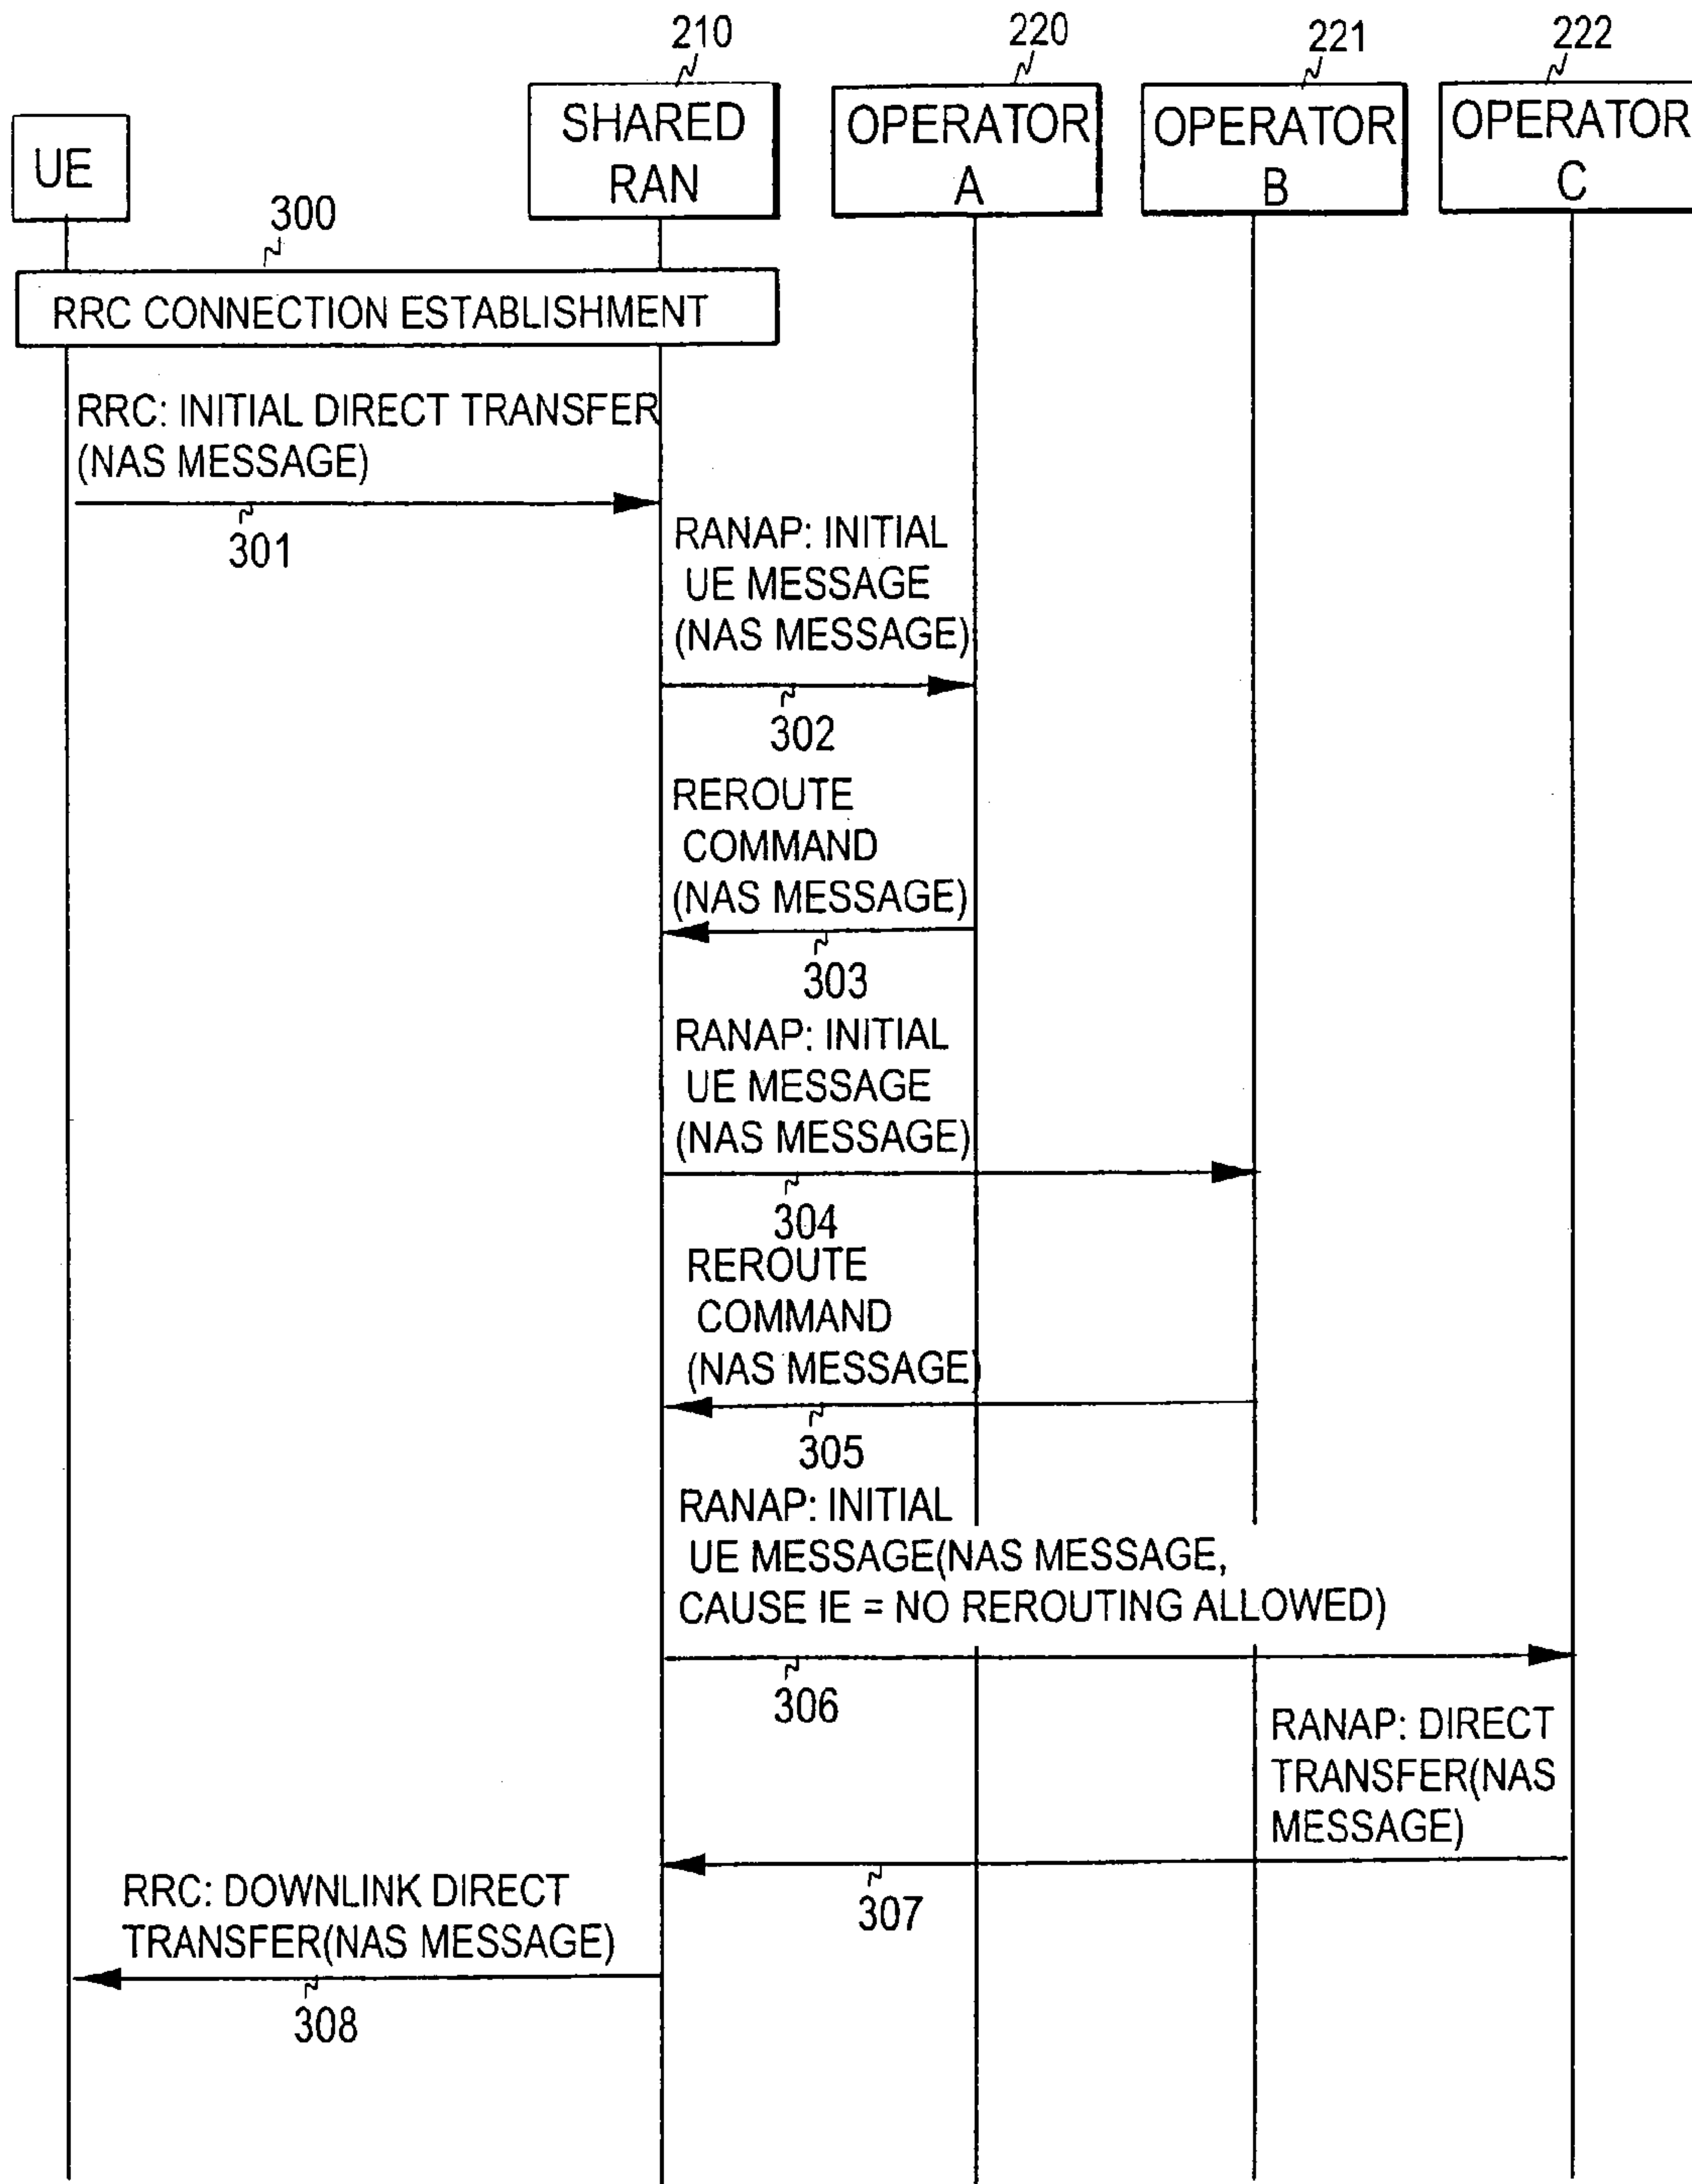 210
220
221
222
UE
SHARED
RAN
OPERATOR
A
OPERATOR
B
OPERATOR
C
300
RRC CONNECTION ESTABLISHMENT
RRC: INITIAL DIRECT TRANSFER
(NAS MESSAGE)
301
RANAP: INITIAL
UE MESSAGE
(NAS MESSAGE)
302
REROUTE
COMMAND
(NAS MESSAGE)
303
RANAP: INITIAL
UE MESSAGE
(NAS MESSAGE)
304
REROUTE
COMMAND
(NAS MESSAGE)
305
RANAP: INITIAL
UE MESSAGE(NAS MESSAGE,
CAUSE IE = NO REROUTING ALLOWED)
306
RANAP: DIRECT
TRANSFER(NAS
MESSAGE)
307
RRC: DOWNLINK DIRECT
TRANSFER(NAS MESSAGE)
308